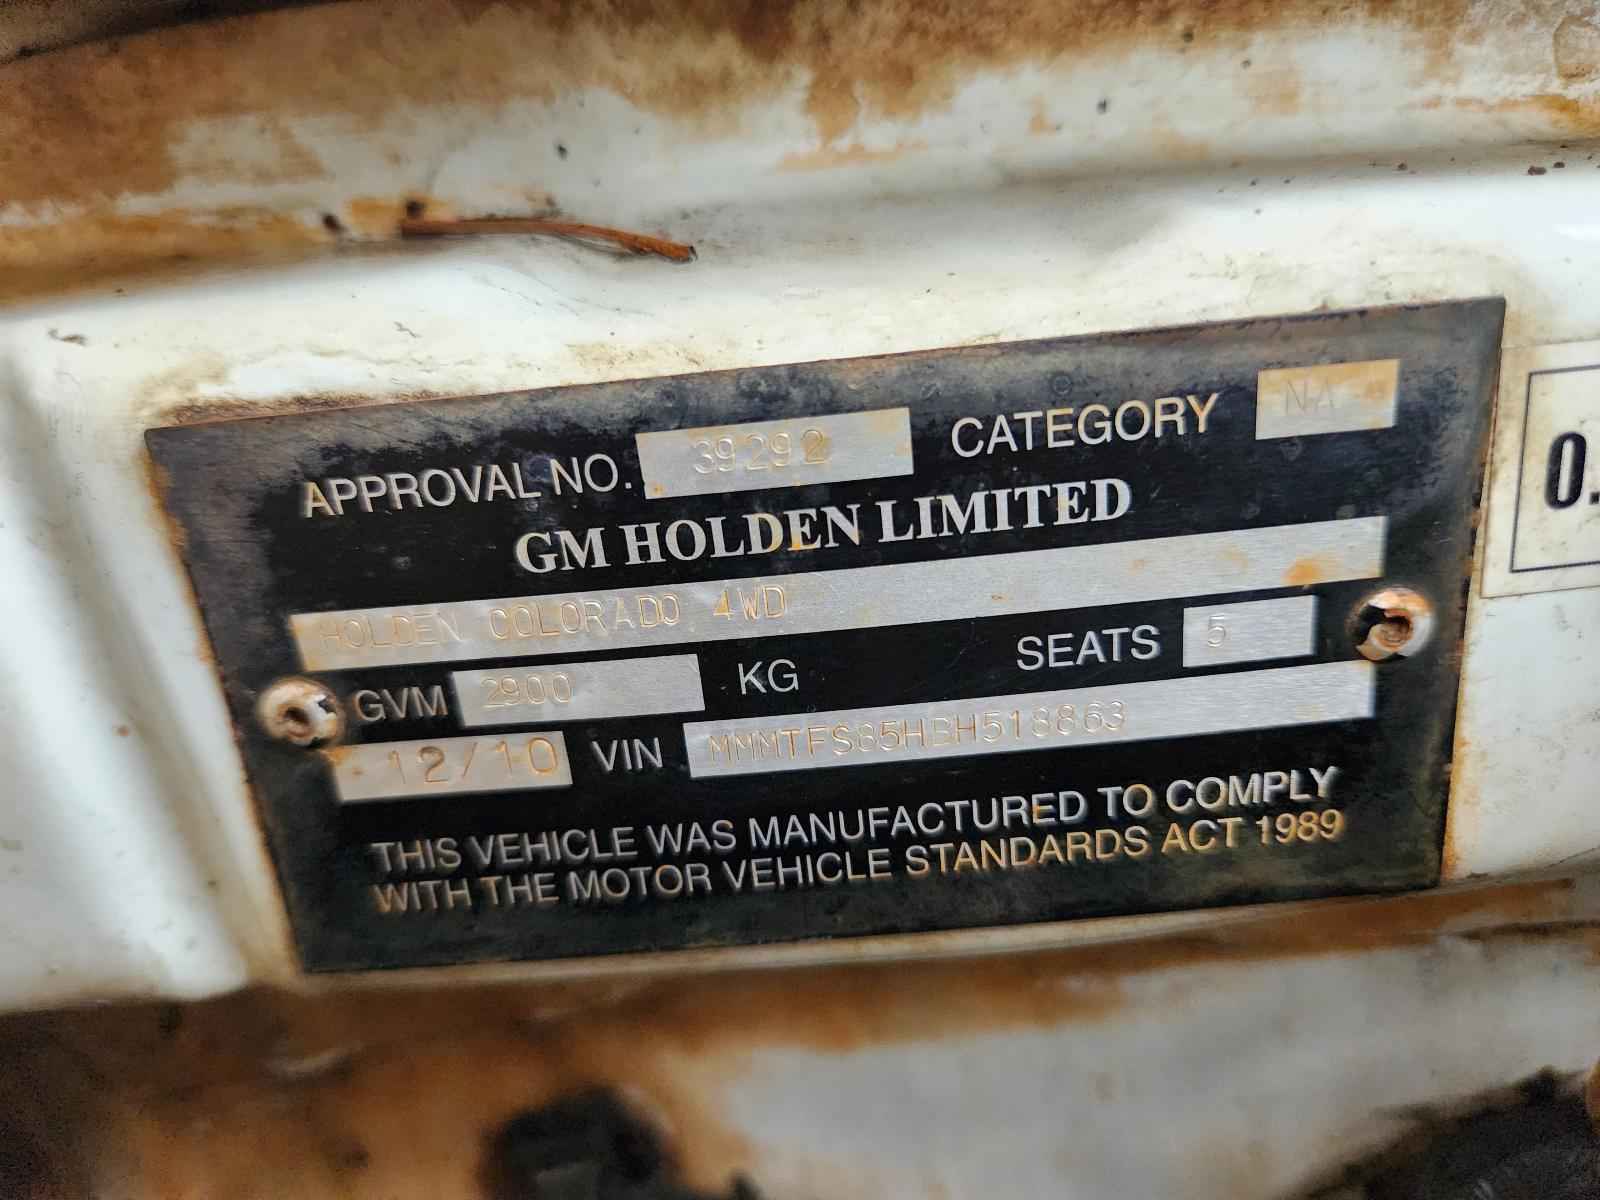 APPROVAL NO. 39292 CATEGORY NA
GM HOLDEN LIMITED
HOLDEN COLORADO 4WD
GVM 2900 KG SEATS 5
12/10 VIN MMMTFS85HBH518863
THIS VEHICLE WAS MANUFACTURED TO COMPLY
WITH THE MOTOR VEHICLE STANDARDS ACT 1989
0.